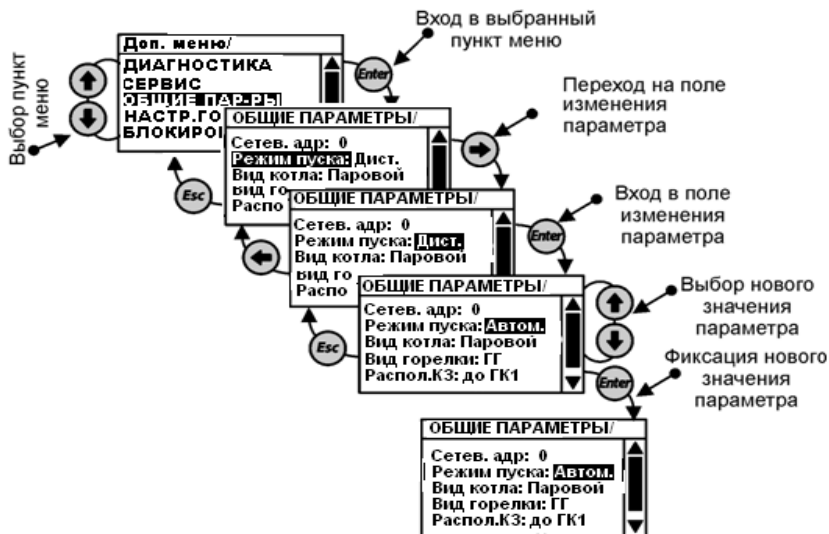 Вход в выбранный
пункт меню
Доп. меню/
ДИАГНОСТИКА
СЕРВИС
ОБЩИЕ ПАР-РЫ
НАСТР.ГО
БЛОКИРО
Выбор пункт
меню
Enter
Переход на поле
изменения
параметра
ОБЩИЕ ПАРАМЕТРЫ/
Сетев. адр: 0
Режим пуска: Дист.
Вид котла: Паровой
Вид го
Распо
Esc
Вход в поле
изменения
параметра
ОБЩИЕ ПАРАМЕТРЫ/
Сетев. адр: 0
Режим пуска: Дист.
Вид котла: Паровой
Вид го
Распо
Enter
Выбор нового
значения
параметра
ОБЩИЕ ПАРАМЕТРЫ/
Сетев. адр: 0
Режим пуска: Автом.
Вид котла: Паровой
Вид горелки: ГГ
Распол.КЗ: до ГК1
Esc
Фиксация нового
значения
параметра
Enter
ОБЩИЕ ПАРАМЕТРЫ/
Сетев. адр: 0
Режим пуска: Автом.
Вид котла: Паровой
Вид горелки: ГГ
Распол.КЗ: до ГК1